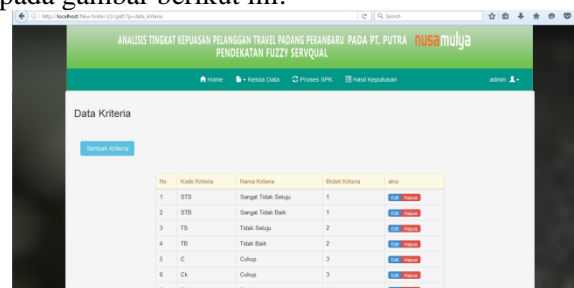 pada gambar berikut ini:
http://localhost/New folder (2)/spk/?p=data_kriteria
Search
ANALISIS TINGKAT KEPUASAN PELANGGAN TRAVEL PADANG PEKANBARU PADA PT. PUTRA nusa mulya
PENDEKATAN FUZZY SERVQUAL
Home Kelola Data Proses SPK Hasil Keputusan admin
Data Kriteria
Tambah Kriteria
No Kode Kriteria Nama Kriteria Bobot Kriteria aksi
1 STS Sangat Tidak Setuju 1 Edit Hapus
2 STB Sangat Tidak Baik 1 Edit Hapus
3 TS Tidak Setuju 2 Edit Hapus
4 TB Tidak Baik 2 Edit Hapus
5 C Cukup 3 Edit Hapus
6 Ck Cukup 3 Edit Hapus